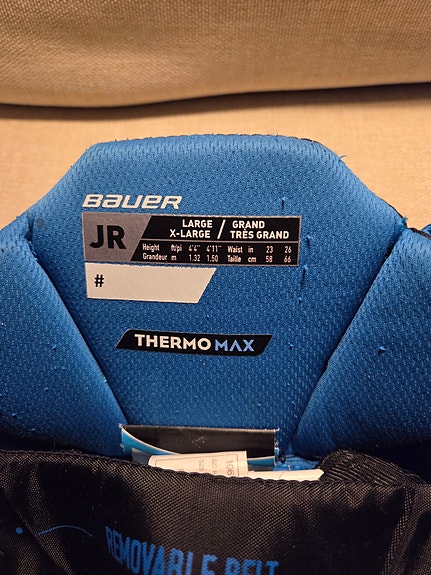 BAUER
JR
LARGE / GRAND
X-LARGE / TRÈS GRAND
Height ft/pi 4'4" 4'11" Waist in 23 26
Grandeur m 1.32 1.50 Taille cm 58 66
#
THERMO MAX
REMOVABLE BELT